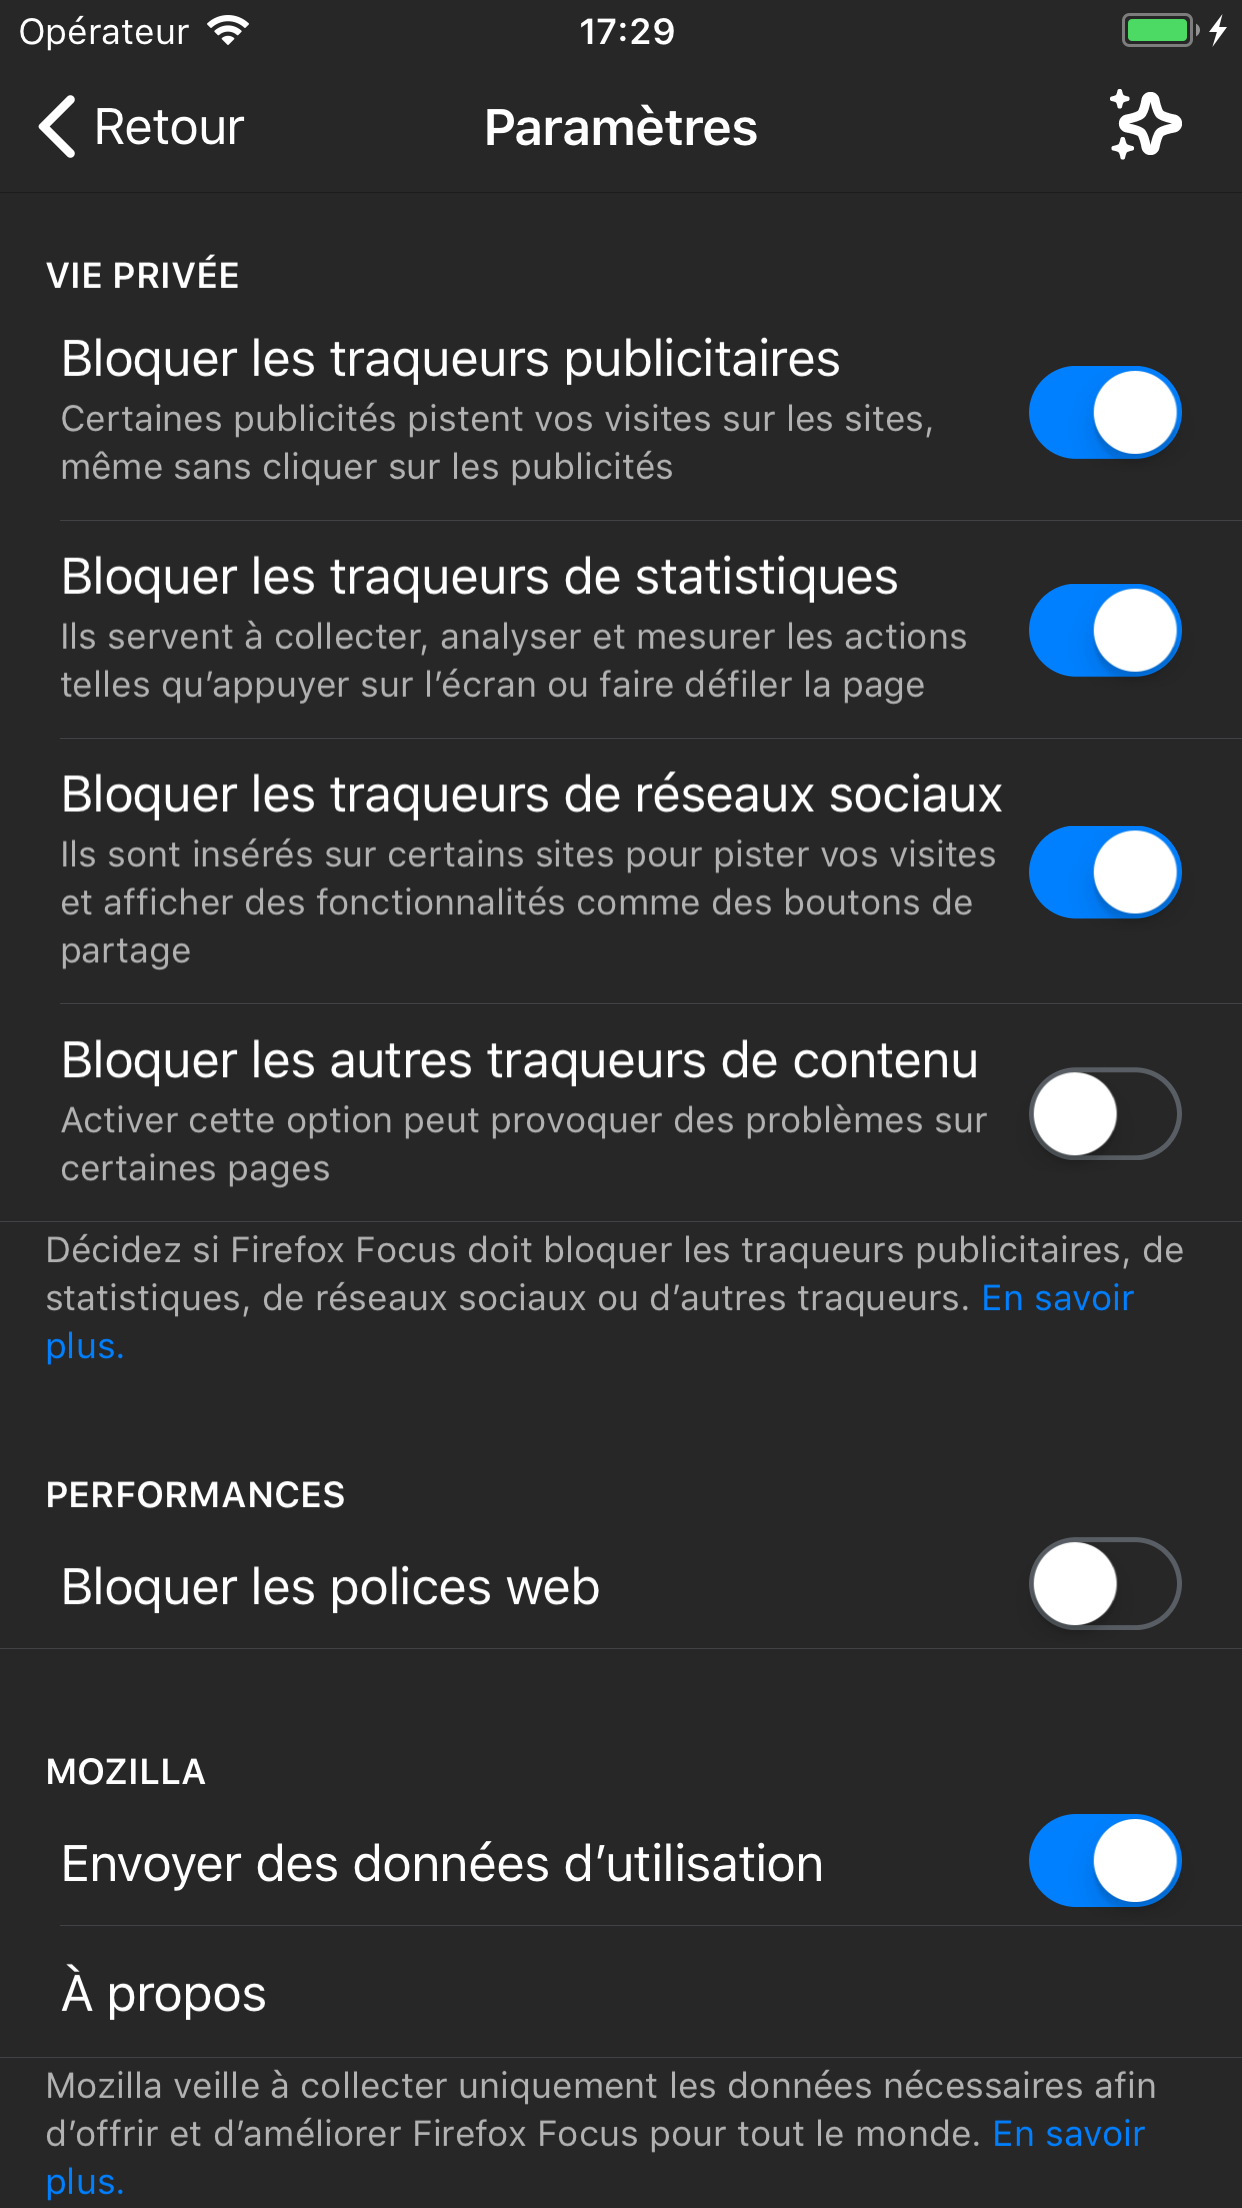 Opérateur 17:29
Retour Paramètres
VIE PRIVÉE
Bloquer les traqueurs publicitaires
Certaines publicités pistent vos visites sur les sites,
même sans cliquer sur les publicités
Bloquer les traqueurs de statistiques
Ils servent à collecter, analyser et mesurer les actions
telles qu’appuyer sur l’écran ou faire défiler la page
Bloquer les traqueurs de réseaux sociaux
Ils sont insérés sur certains sites pour pister vos visites
et afficher des fonctionnalités comme des boutons de
partage
Bloquer les autres traqueurs de contenu
Activer cette option peut provoquer des problèmes sur
certaines pages
Décidez si Firefox Focus doit bloquer les traqueurs publicitaires, de
statistiques, de réseaux sociaux ou d’autres traqueurs. En savoir
plus.
PERFORMANCES
Bloquer les polices web
MOZILLA
Envoyer des données d’utilisation
À propos
Mozilla veille à collecter uniquement les données nécessaires afin
d’offrir et d’améliorer Firefox Focus pour tout le monde. En savoir
plus.